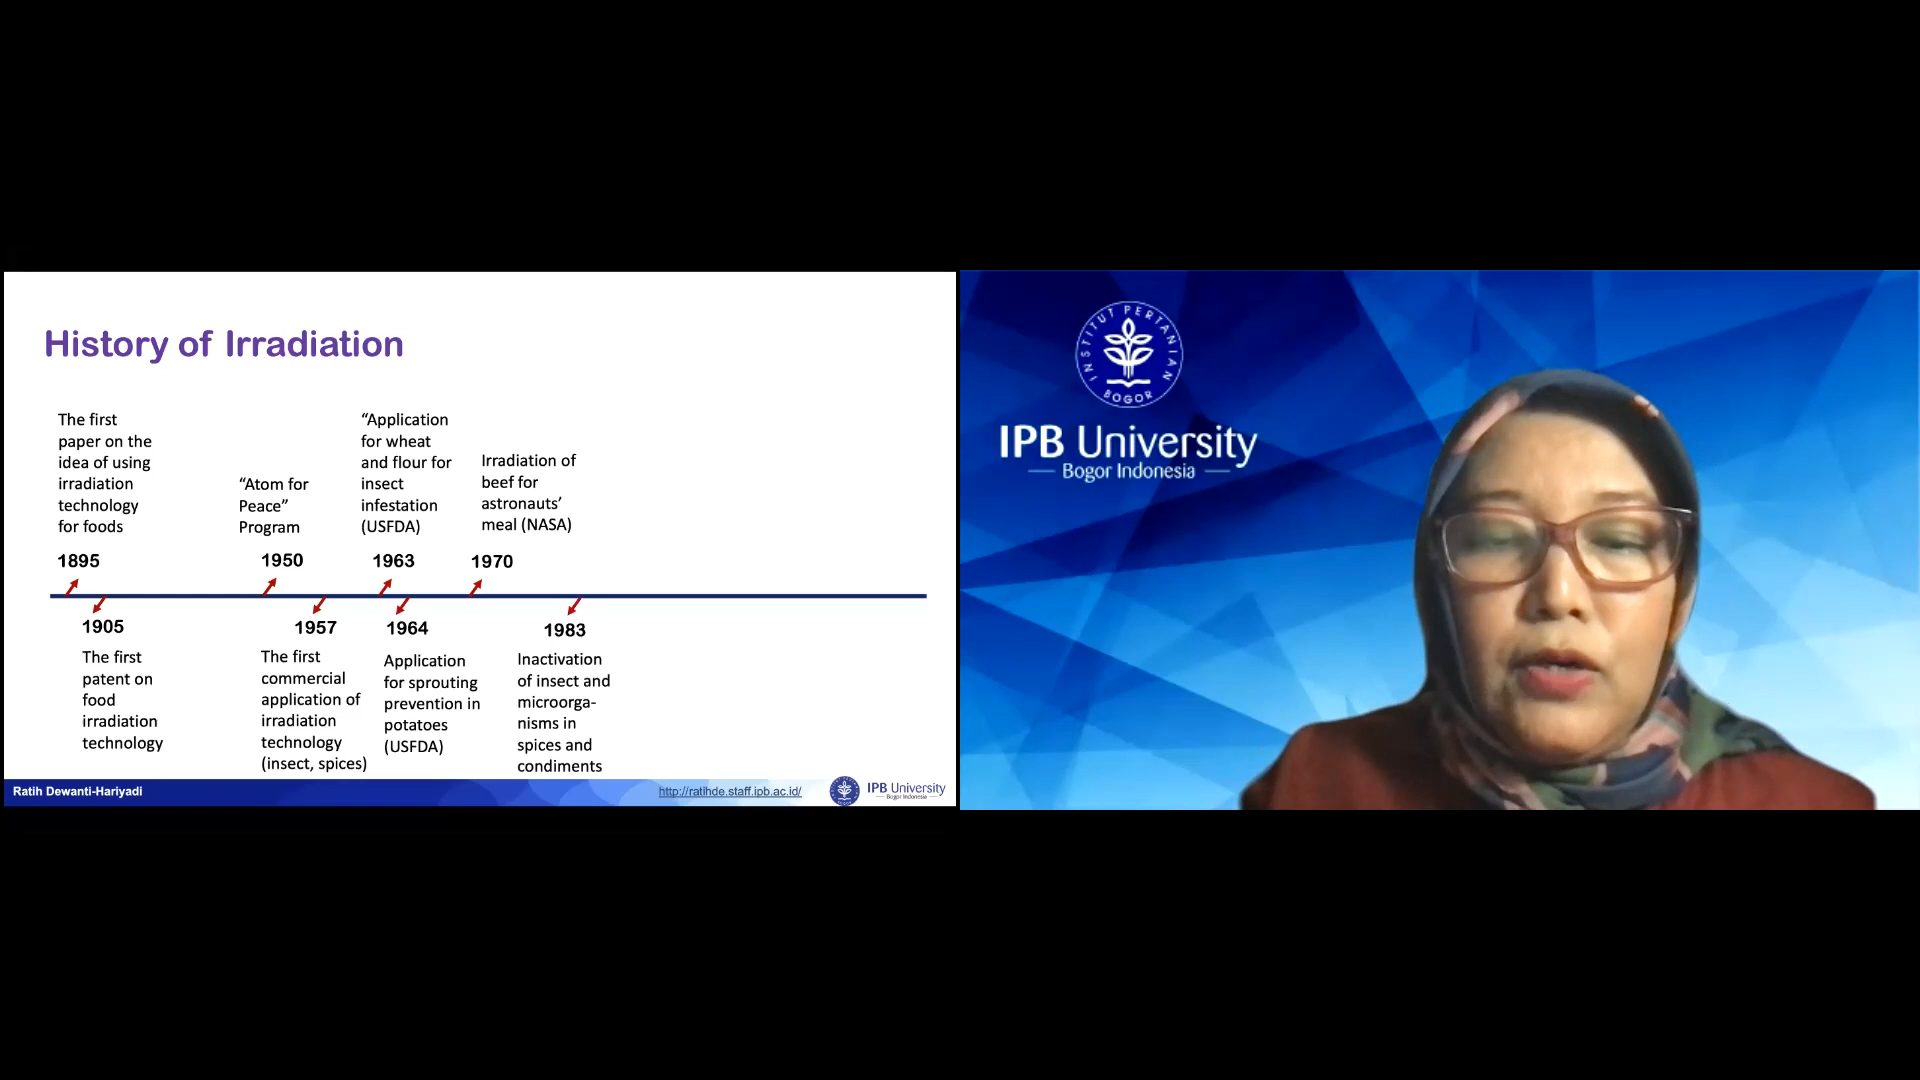 History of Irradiation
The first
paper on the
idea of using
irradiation
technology
for foods
1895
“Atom for
Peace”
Program
1950
“Application
for wheat
and flour for
insect
infestation
(USFDA)
1963
Irradiation of
beef for
astronauts’
meal (NASA)
1970
1905
The first
patent on
food
irradiation
technology
1957
The first
commercial
application of
irradiation
technology
(insect, spices)
1964
Application
for sprouting
prevention in
potatoes
(USFDA)
1983
Inactivation
of insect and
microorga-
nisms in
spices and
condiments
Ratih Dewanti-Hariyadi
http://ratihde.staff.ipb.ac.id/
IPB University
Bogor Indonesia
INSTITUT PERTANIAN
BOGOR
IPB University
Bogor Indonesia